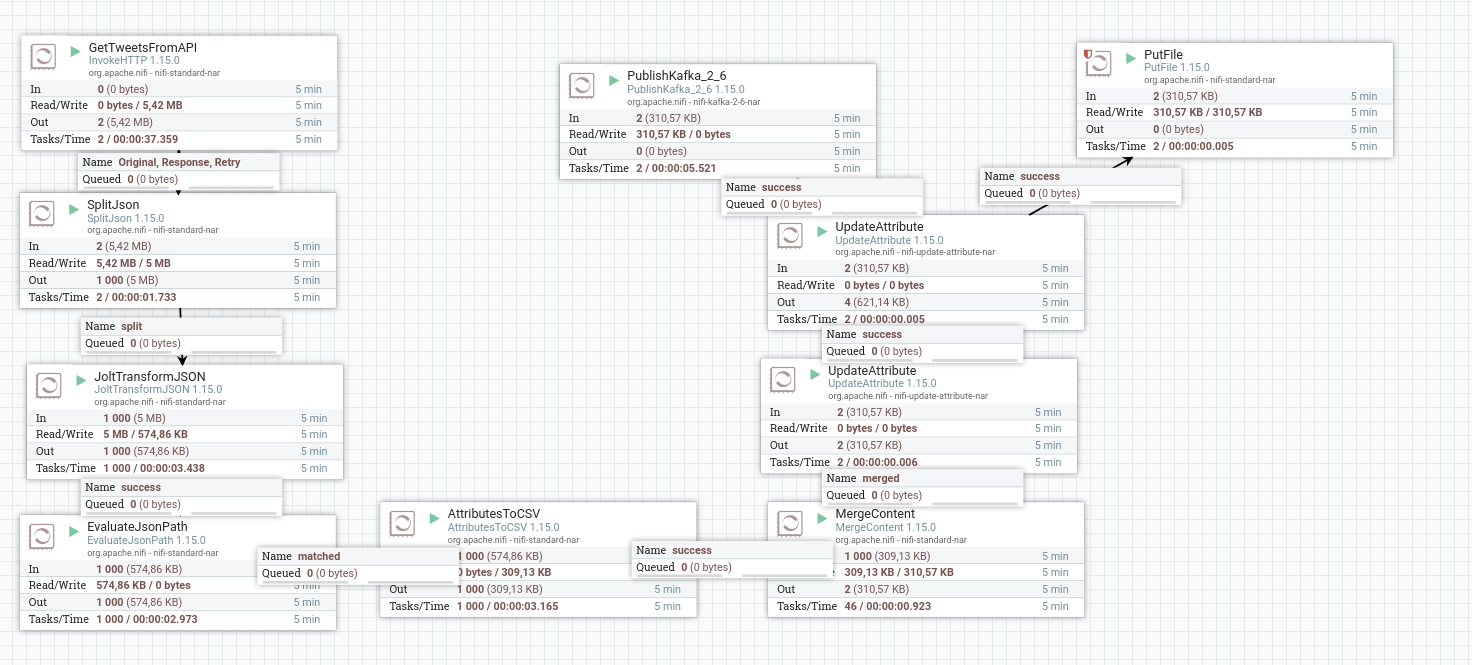 GetTweetsFromAPI
InvokeHTTP 1.15.0
org.apache.nifi - nifi-standard-nar
In 0 (0 bytes) 5 min
Read/Write 0 bytes / 5,42 MB 5 min
Out 2 (5,42 MB) 5 min
Tasks/Time 2 / 00:00:37.359 5 min
Name Original, Response, Retry
Queued 0 (0 bytes)
SplitJson
SplitJson 1.15.0
org.apache.nifi - nifi-standard-nar
In 2 (5,42 MB) 5 min
Read/Write 5,42 MB / 5 MB 5 min
Out 1 000 (5 MB) 5 min
Tasks/Time 2 / 00:00:01.733 5 min
Name split
Queued 0 (0 bytes)
JoltTransformJSON
JoltTransformJSON 1.15.0
org.apache.nifi - nifi-standard-nar
In 1 000 (5 MB) 5 min
Read/Write 5 MB / 574,86 KB 5 min
Out 1 000 (574,86 KB) 5 min
Tasks/Time 1 000 / 00:00:03.438 5 min
Name success
Queued 0 (0 bytes)
EvaluateJsonPath
EvaluateJsonPath 1.15.0
org.apache.nifi - nifi-standard-nar
In 1 000 (574,86 KB)
Read/Write 574,86 KB / 0 bytes 5 min
Out 1 000 (574,86 KB) 5 min
Tasks/Time 1 000 / 00:00:02.973 5 min
Name matched
Queued 0 (0 bytes)
AttributesToCSV
AttributesToCSV 1.15.0
org.apache.nifi - nifi-standard-nar
1 000 (574,86 KB)
0 bytes / 309,13 KB
Out 1 000 (309,13 KB) 5 min
Tasks/Time 1 000 / 00:00:03.165 5 min
Name success
Queued 0 (0 bytes)
MergeContent
MergeContent 1.15.0
org.apache.nifi - nifi-standard-nar
1 000 (309,13 KB) 5 min
309,13 KB / 310,57 KB 5 min
Out 2 (310,57 KB) 5 min
Tasks/Time 46 / 00:00:00.923 5 min
Name merged
Queued 0 (0 bytes)
UpdateAttribute
UpdateAttribute 1.15.0
org.apache.nifi - nifi-update-attribute-nar
In 2 (310,57 KB) 5 min
Read/Write 0 bytes / 0 bytes 5 min
Out 2 (310,57 KB) 5 min
Tasks/Time 2 / 00:00:00.006 5 min
Name success
Queued 0 (0 bytes)
UpdateAttribute
UpdateAttribute 1.15.0
org.apache.nifi - nifi-update-attribute-nar
In 2 (310,57 KB) 5 min
Read/Write 0 bytes / 0 bytes 5 min
Out 4 (621,14 KB) 5 min
Tasks/Time 2 / 00:00:00.005 5 min
Name success
Queued 0 (0 bytes)
PublishKafka_2_6
PublishKafka_2_6 1.15.0
org.apache.nifi - nifi-kafka-2-6-nar
In 2 (310,57 KB) 5 min
Read/Write 310,57 KB / 0 bytes 5 min
Out 0 (0 bytes) 5 min
Tasks/Time 2 / 00:00:05.521 5 min
Name success
Queued 0 (0 bytes)
PutFile
PutFile 1.15.0
org.apache.nifi - nifi-standard-nar
In 2 (310,57 KB) 5 min
Read/Write 310,57 KB / 310,57 KB 5 min
Out 0 (0 bytes) 5 min
Tasks/Time 2 / 00:00:00.005 5 min